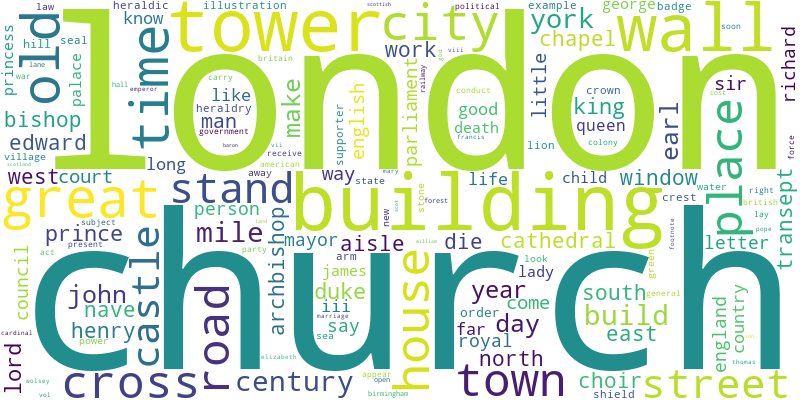 law heraldic illustration tower city york example george badge political scottish soon
princess hill seal lane old london time know chapel wall viii richard
war palace hall emperor britain work little sir
bishop like carry heraldry man make english parliament railway god conduct good crown king cost
edward government supporter death queen earl force
village vii baron receive lion colony place
scotland long american francis
west court away way mary state life child window water right
great stand building stone forest crest british
person new lay pope
subject prince mile archbishop mayor aisle die cathedral footnote letter transept
present act party land scot william arm look green
council castle james lady
john road duke house year come south general england country
nave iii order day build
henry say far royal east
power marriage sea north
cardinal church elizabeth thomas
lord appear
wolsey cross century open town choir street
vol birmingham shield